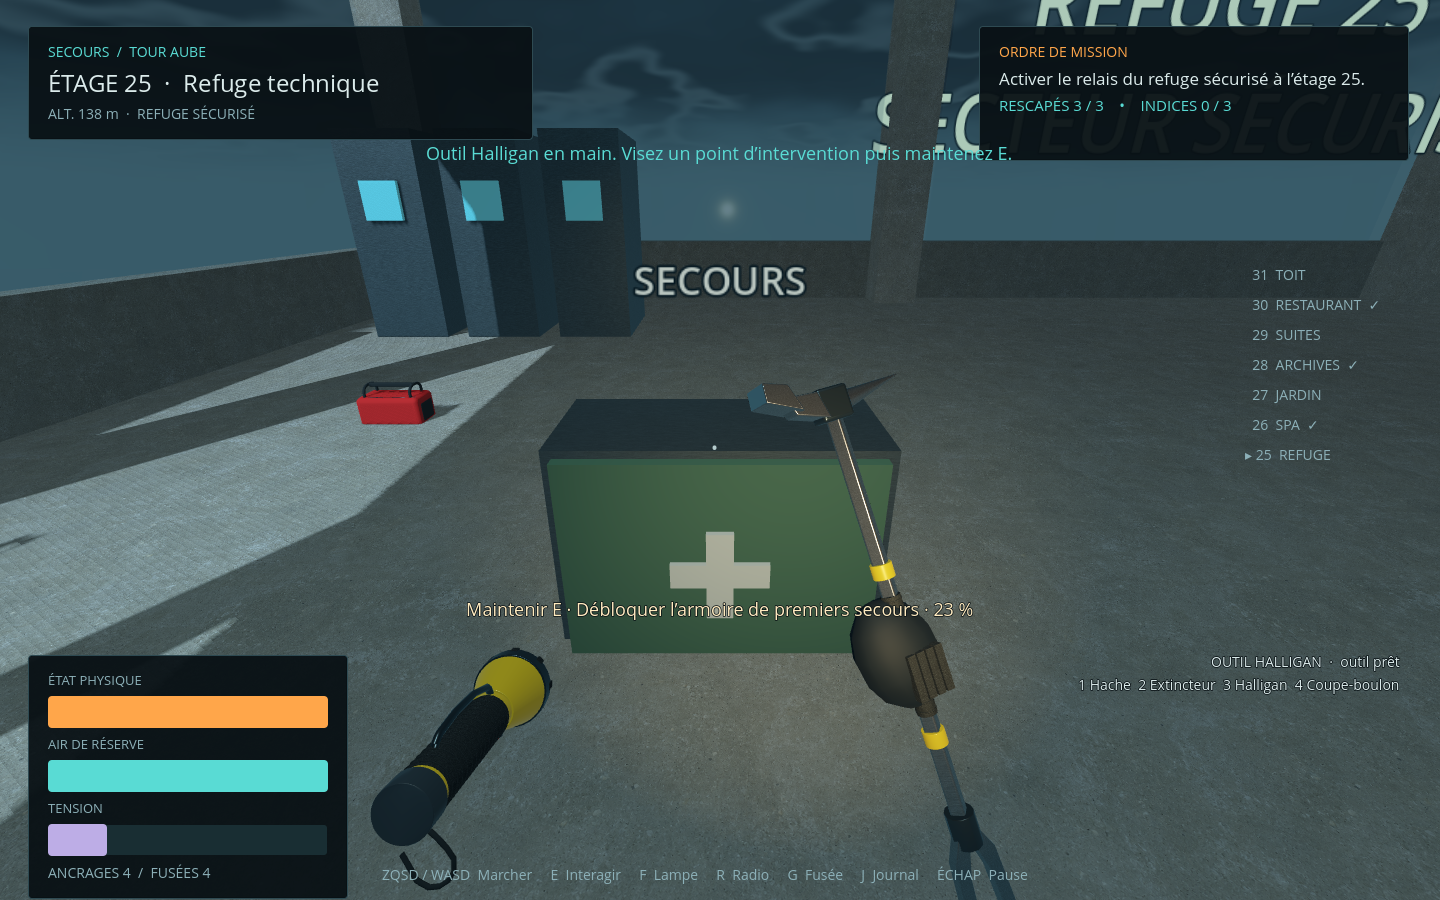 REFUGE 25
SECOURS / TOUR AUBE
ÉTAGE 25 · Refuge technique
ALT. 138 m · REFUGE SÉCURISÉ
ORDRE DE MISSION
Activer le relais du refuge sécurisé à l’étage 25.
RESCAPÉS 3 / 3 • INDICES 0 / 3
SECTEUR
Outil Halligan en main. Visez un point d’intervention puis maintenez E.
SECOURS
31 TOIT
30 RESTAURANT ✓
29 SUITES
28 ARCHIVES ✓
27 JARDIN
26 SPA ✓
▸ 25 REFUGE
Maintenir E · Débloquer l’armoire de premiers secours · 23 %
OUTIL HALLIGAN · outil prêt
1 Hache 2 Extincteur 3 Halligan 4 Coupe-boulon
ÉTAT PHYSIQUE
AIR DE RÉSERVE
TENSION
ANCRAGES 4 / FUSÉES 4
ZQSD / WASD Marcher E Interagir F Lampe R Radio G Fusée J Journal ÉCHAP Pause